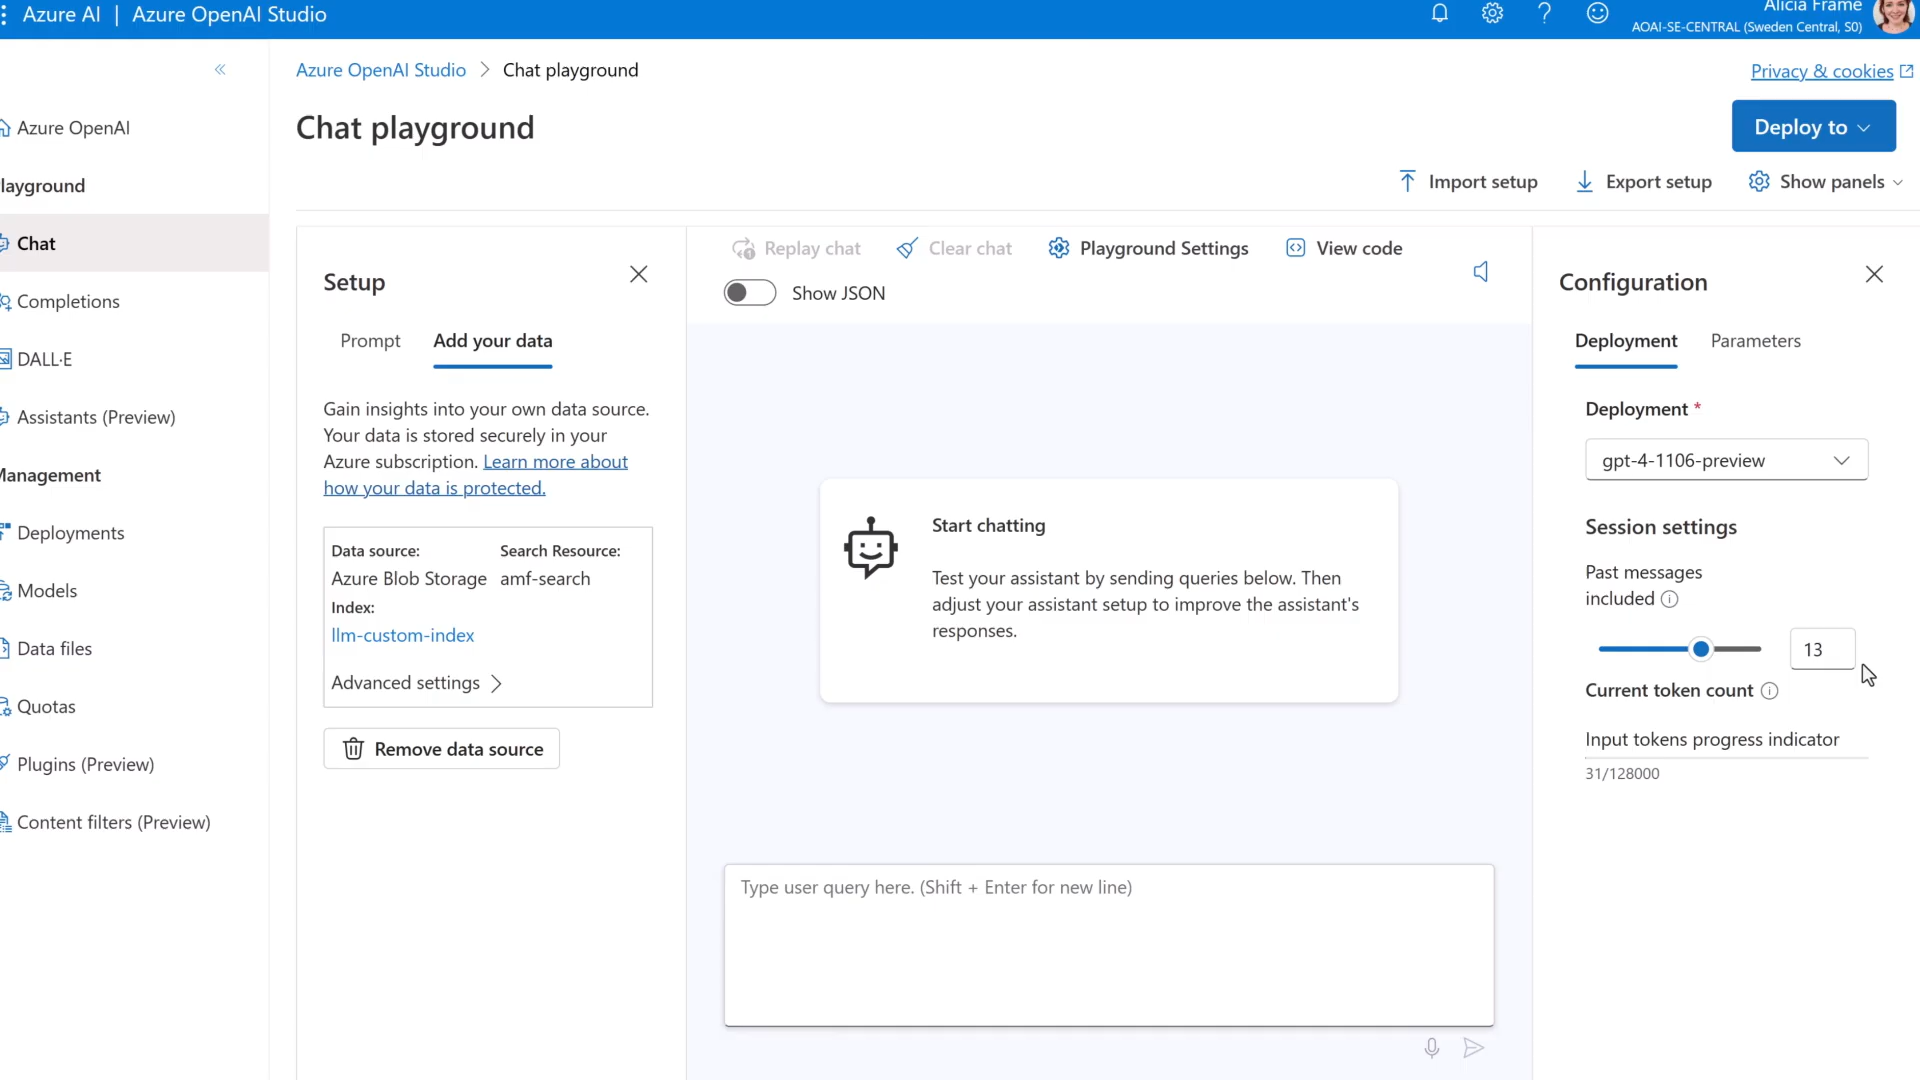 Azure AI | Azure OpenAI Studio
Alicia Frame
AOAI-SE-CENTRAL (Sweden Central, S0)
Azure OpenAI Studio > Chat playground
Privacy & cookies
Chat playground
Deploy to
Import setup
Export setup
Show panels
Azure OpenAI
layground
Chat
Completions
DALL·E
Assistants (Preview)
Management
Deployments
Models
Data files
Quotas
Plugins (Preview)
Content filters (Preview)
Setup
Prompt
Add your data
Gain insights into your own data source.
Your data is stored securely in your
Azure subscription. Learn more about
how your data is protected.
Data source:
Search Resource:
Azure Blob Storage
amf-search
Index:
llm-custom-index
Advanced settings
Remove data source
Replay chat
Clear chat
Playground Settings
View code
Show JSON
Start chatting
Test your assistant by sending queries below. Then
adjust your assistant setup to improve the assistant's
responses.
Type user query here. (Shift + Enter for new line)
Configuration
Deployment
Parameters
Deployment *
gpt-4-1106-preview
Session settings
Past messages
included
13
Current token count
Input tokens progress indicator
31/128000